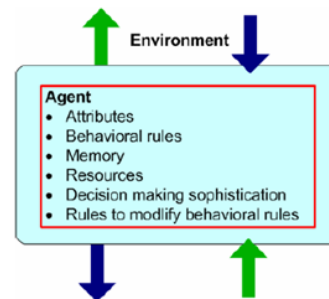 Environment
Agent
• Attributes
• Behavioral rules
• Memory
• Resources
• Decision making sophistication
• Rules to modlify behavioral rules